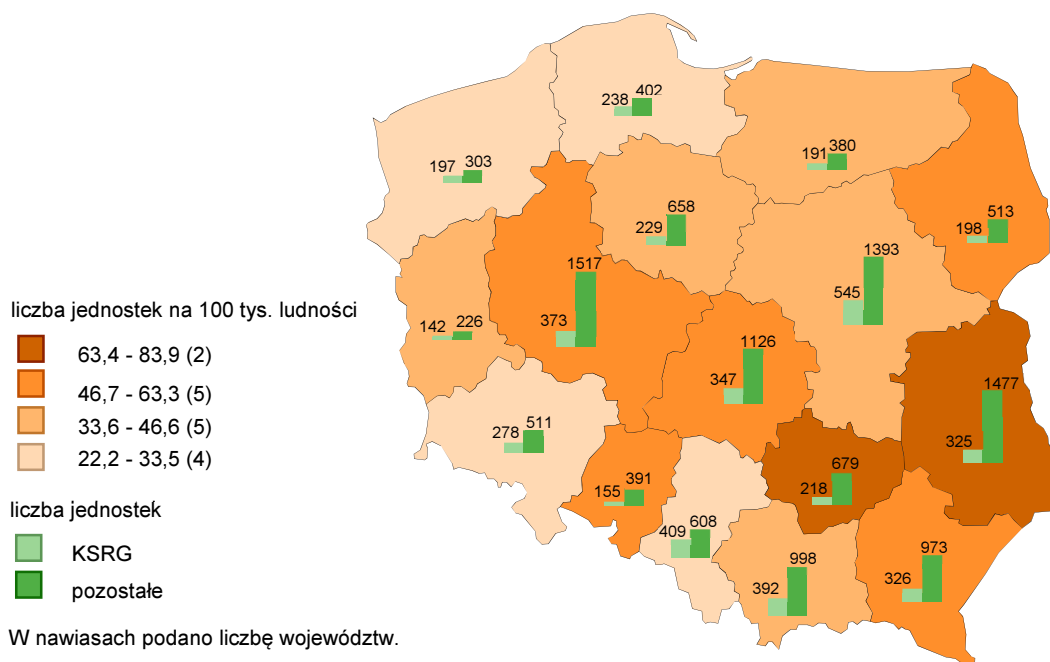 238 402
191 380
197 303
658
229
198 513
1517
373
1393
545
142 226
1126
347
1477
325
278 511
679
218
155 391
409 608
998
392
973
326
liczba jednostek na 100 tys. ludności
63,4 - 83,9 (2)
46,7 - 63,3 (5)
33,6 - 46,6 (5)
22,2 - 33,5 (4)
liczba jednostek
KSRG
pozostałe
W nawiasach podano liczbę województw.